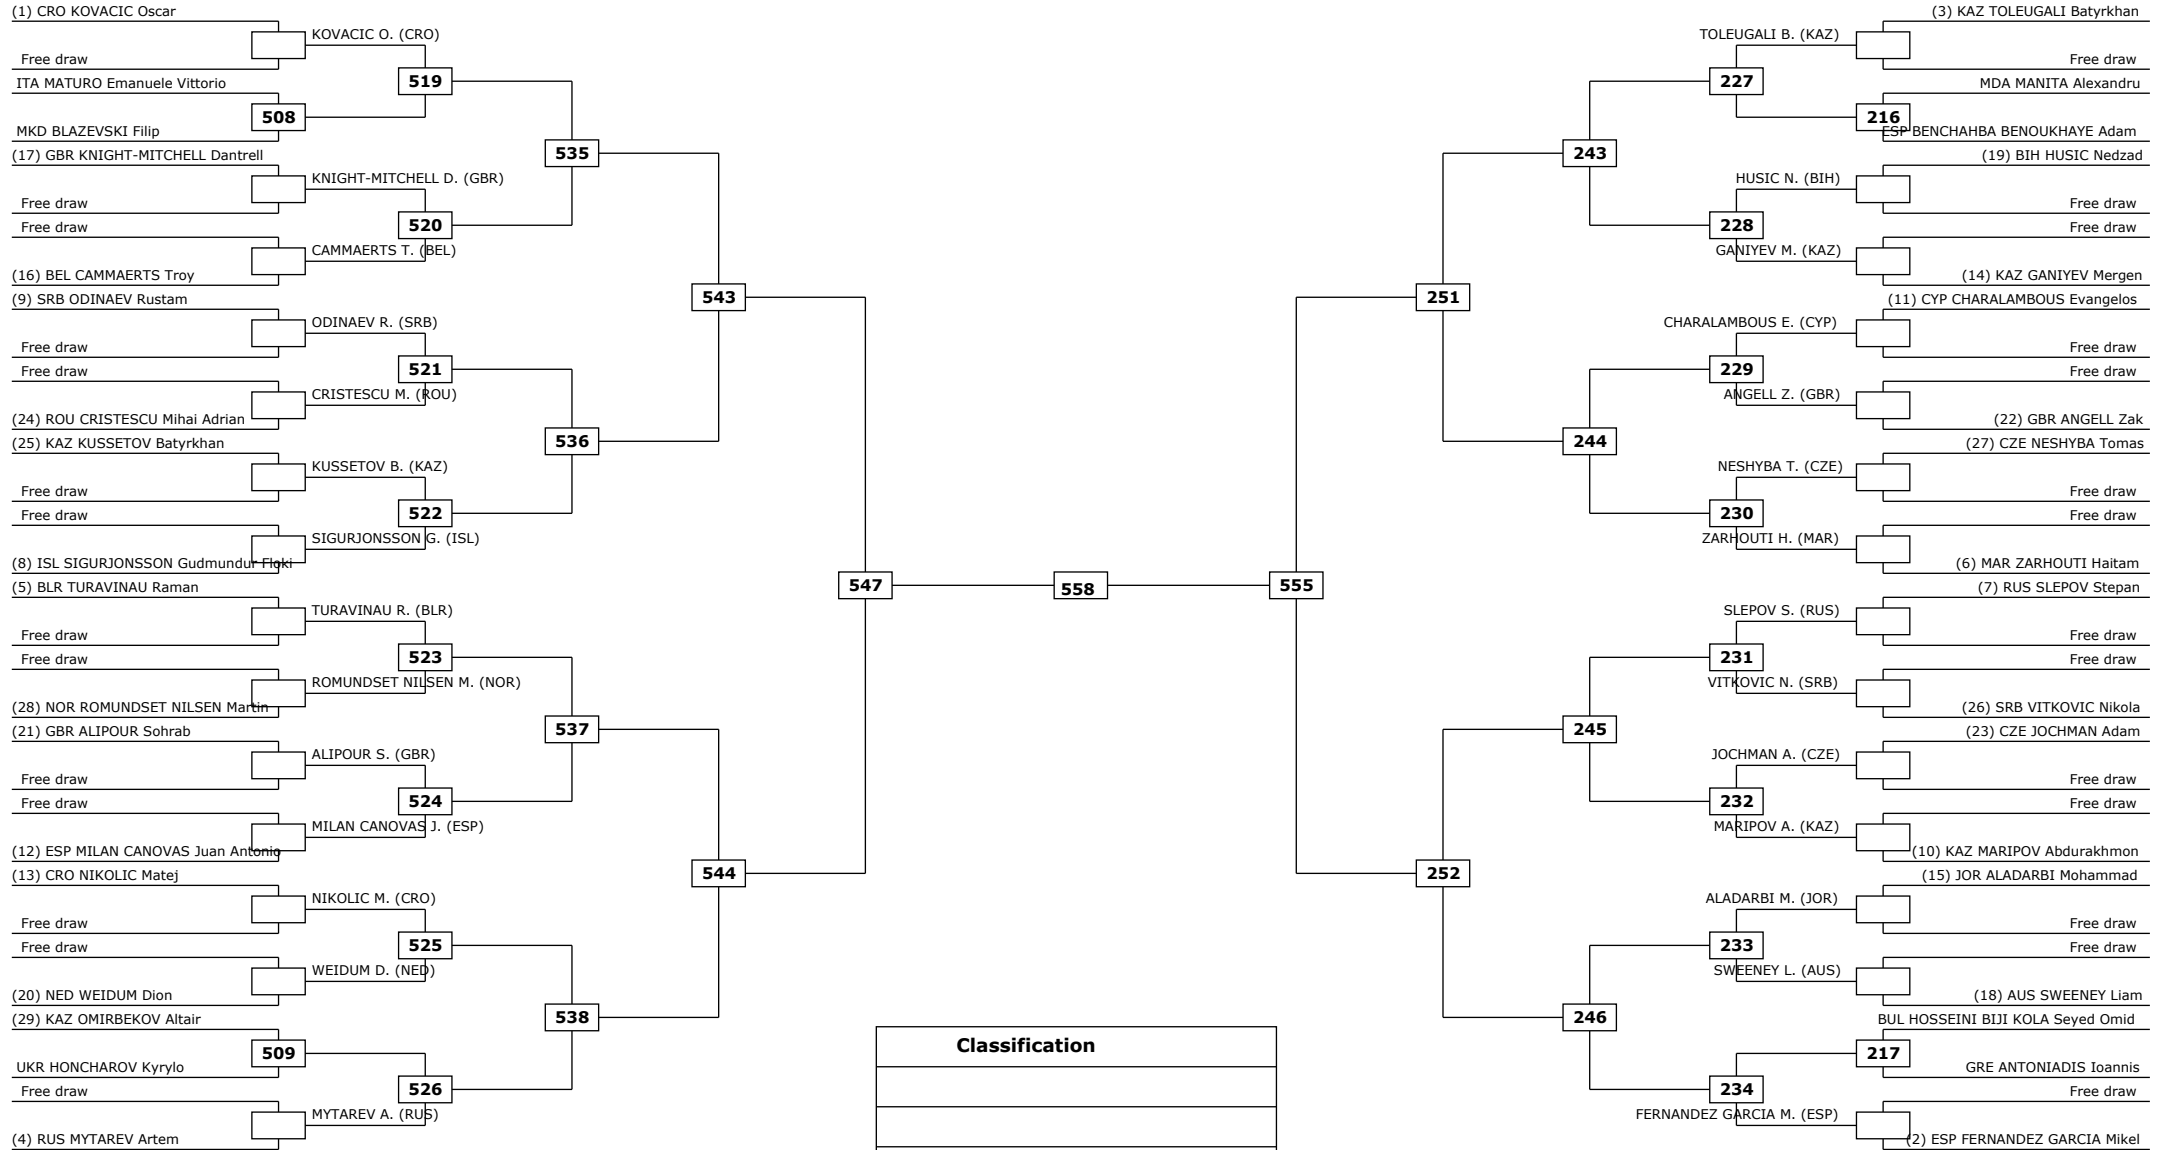 (1) CRO KOVACIC Oscar
KOVACIC O. (CRO)
Free draw
519
ITA MATURO Emanuele Vittorio
508
MKD BLAZEVSKI Filip
535
(17) GBR KNIGHT-MITCHELL Dantrell
KNIGHT-MITCHELL D. (GBR)
Free draw
520
Free draw
CAMMAERTS T. (BEL)
(16) BEL CAMMAERTS Troy
543
(9) SRB ODINAEV Rustam
ODINAEV R. (SRB)
Free draw
521
Free draw
CRISTESCU M. (ROU)
(24) ROU CRISTESCU Mihai Adrian
536
(25) KAZ KUSSETOV Batyrkhan
KUSSETOV B. (KAZ)
Free draw
522
Free draw
SIGURJONSSON G. (ISL)
(8) ISL SIGURJONSSON Gudmundur Floki
547
(5) BLR TURAVINAU Raman
TURAVINAU R. (BLR)
Free draw
523
Free draw
ROMUNDSET NILSEN M. (NOR)
(28) NOR ROMUNDSET NILSEN Martin
537
(21) GBR ALIPOUR Sohrab
ALIPOUR S. (GBR)
Free draw
524
Free draw
MILAN CANOVAS J. (ESP)
(12) ESP MILAN CANOVAS Juan Antonio
544
(13) CRO NIKOLIC Matej
NIKOLIC M. (CRO)
Free draw
525
Free draw
WEIDUM D. (NED)
(20) NED WEIDUM Dion
538
(29) KAZ OMIRBEKOV Altair
509
UKR HONCHAROV Kyrylo
526
Free draw
MYTAREV A. (RUS)
(4) RUS MYTAREV Artem
558
Classification
(3) KAZ TOLEUGALI Batyrkhan
TOLEUGALI B. (KAZ)
Free draw
227
MDA MANITA Alexandru
216
ESP BENCHAHBA BENOUKHAYE Adam
243
(19) BIH HUSIC Nedzad
HUSIC N. (BIH)
Free draw
228
Free draw
GANIYEV M. (KAZ)
(14) KAZ GANIYEV Mergen
251
(11) CYP CHARALAMBOUS Evangelos
CHARALAMBOUS E. (CYP)
Free draw
229
Free draw
ANGELL Z. (GBR)
(22) GBR ANGELL Zak
244
(27) CZE NESHYBA Tomas
NESHYBA T. (CZE)
Free draw
230
Free draw
ZARHOUTI H. (MAR)
(6) MAR ZARHOUTI Haitam
555
(7) RUS SLEPOV Stepan
SLEPOV S. (RUS)
Free draw
231
Free draw
VITKOVIC N. (SRB)
(26) SRB VITKOVIC Nikola
245
(23) CZE JOCHMAN Adam
JOCHMAN A. (CZE)
Free draw
232
Free draw
MARIPOV A. (KAZ)
(10) KAZ MARIPOV Abdurakhmon
252
(15) JOR ALADARBI Mohammad
ALADARBI M. (JOR)
Free draw
233
Free draw
SWEENEY L. (AUS)
(18) AUS SWEENEY Liam
246
BUL HOSSEINI BIJI KOLA Seyed Omid
217
GRE ANTONIADIS Ioannis
234
Free draw
FERNANDEZ GARCIA M. (ESP)
(2) ESP FERNANDEZ GARCIA Mikel